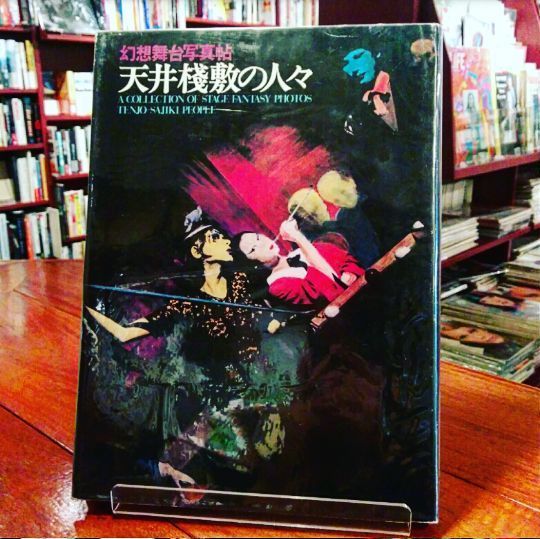 幻想舞台写真帖
天井棧敷の人々
A COLLECTION OF STAGE FANTASY PHOTOS
TENJO-SAJIKI PEOPLE